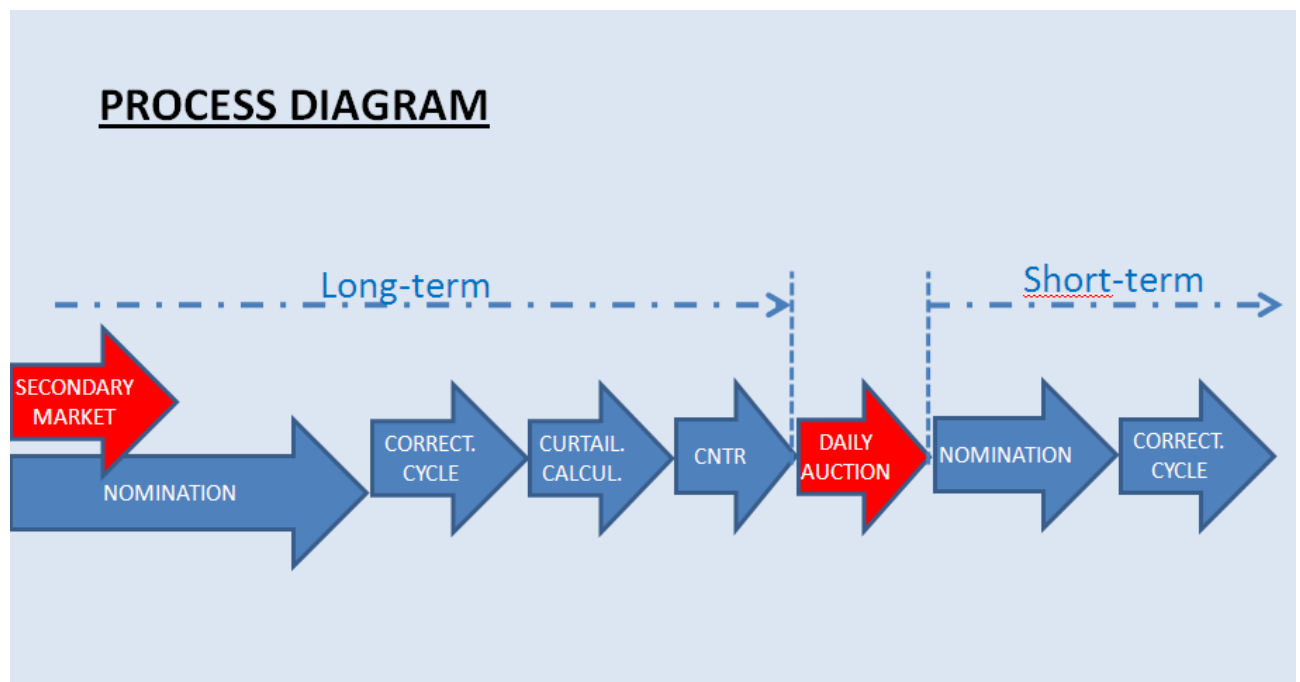 PROCESS DIAGRAM
Long-term
Short-term
SECONDARY
MARKET
NOMINATION
CORRECT.
CYCLE
CURTAIL.
CALCUL.
CNTR
DAILY
AUCTION
NOMINATION
CORRECT.
CYCLE